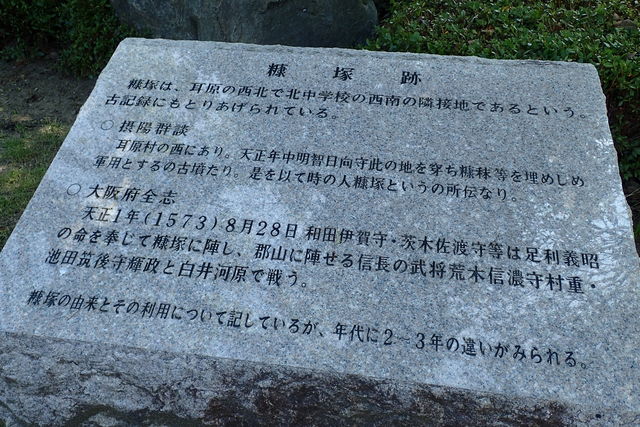 糠塚跡
糠塚は、耳原の西北で北中学校の西南の隣接地であるという。
古記録にもとりあげられている。
○摂陽群談
耳原村の西にあり。天正年中明智日向守此の地を穿ち糠秣等を埋めしめ
軍用とするの古墳たり。是を以て時の人糠塚というの所伝なり。
○大阪府全志
天正1年(1573)8月28日 和田伊賀守・茨木佐渡守等は足利義昭
の命を奉じて糠塚に陣し、郡山に陣せる信長の武将荒木信濃守村重・
池田筑後守輝政と白井河原で戦う。
糠塚の由来とその利用について記しているが、年代に2−3年の違いがみられる。